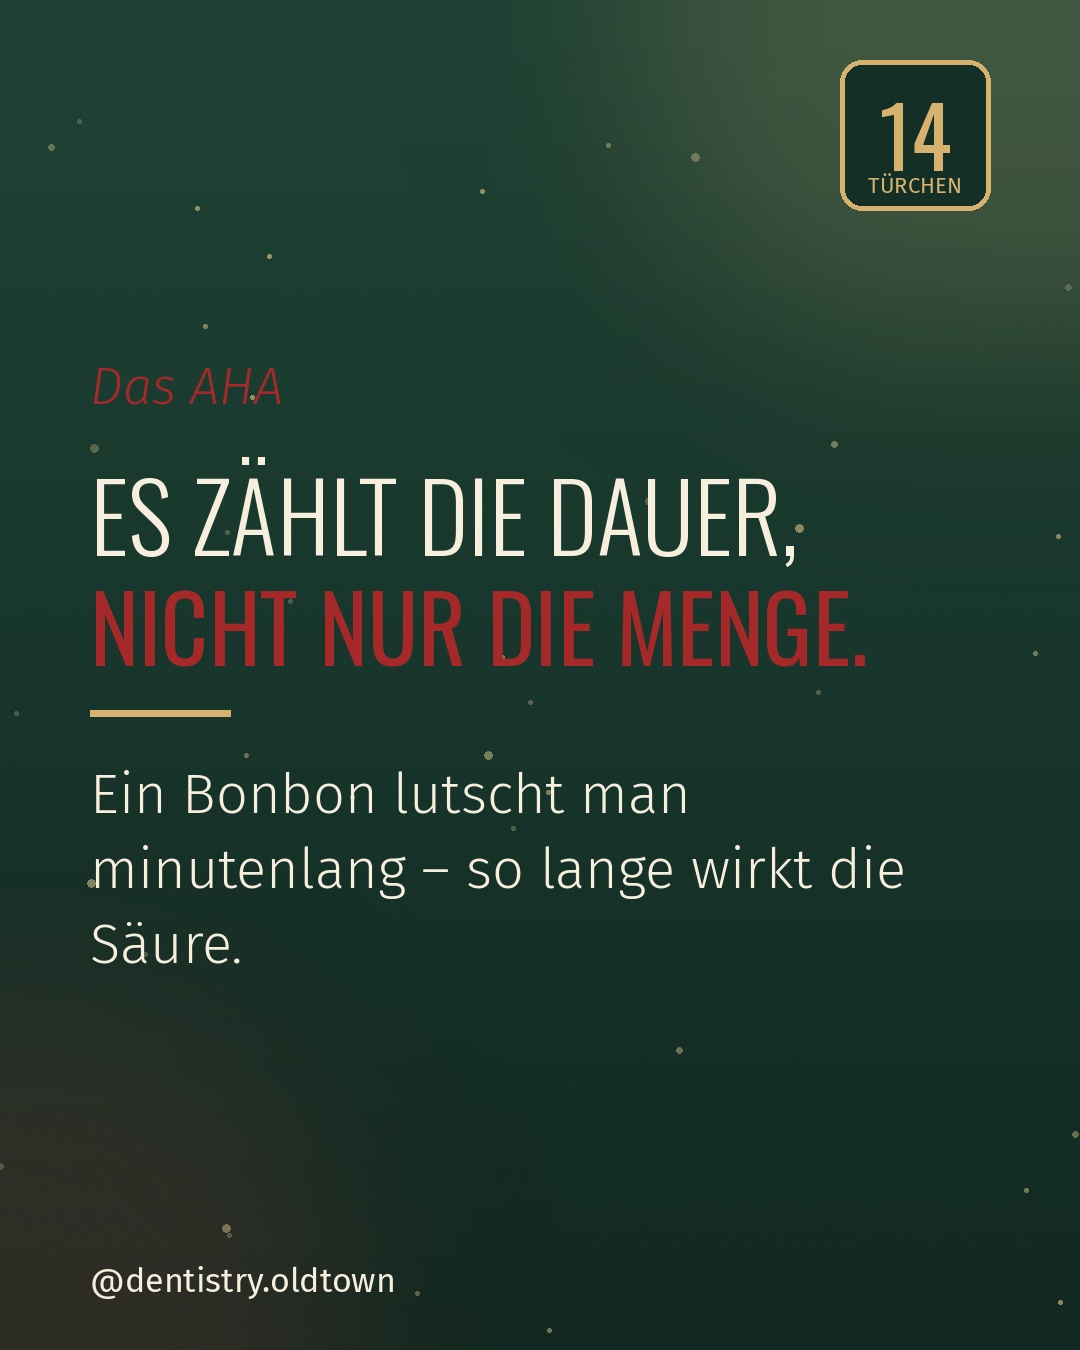 14
TÜRCHEN
Das AHA
ES ZÄHLT DIE DAUER,
NICHT NUR DIE MENGE.
Ein Bonbon lutscht man
minutenlang – so lange wirkt die
Säure.
@dentistry.oldtown